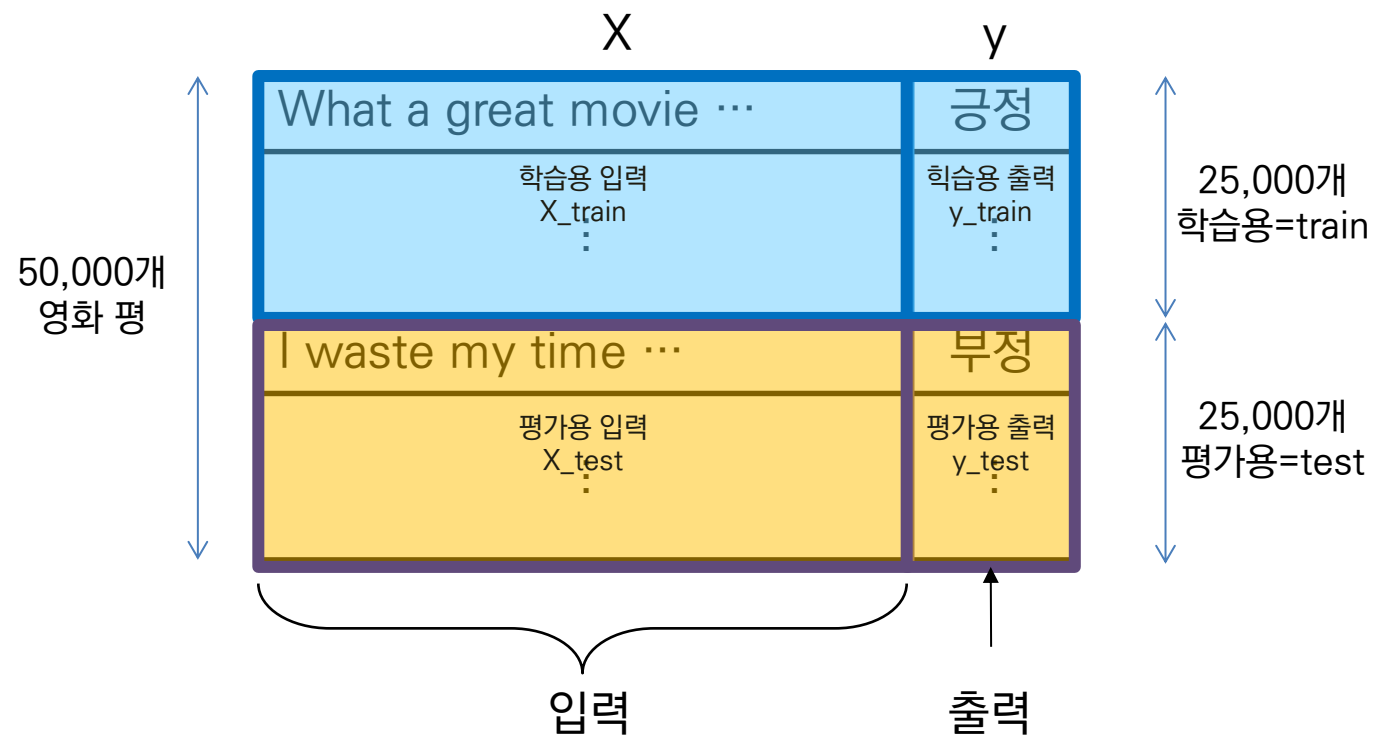 X
y
What a great movie ⋯
긍정
학습용 입력
X_train
⋮
힉습용 출력
y_train
⋮
25,000개
학습용=train
50,000개
영화 평
I waste my time ⋯
부정
평가용 입력
X_test
⋮
평가용 출력
y_test
⋮
25,000개
평가용=test
입력
출력